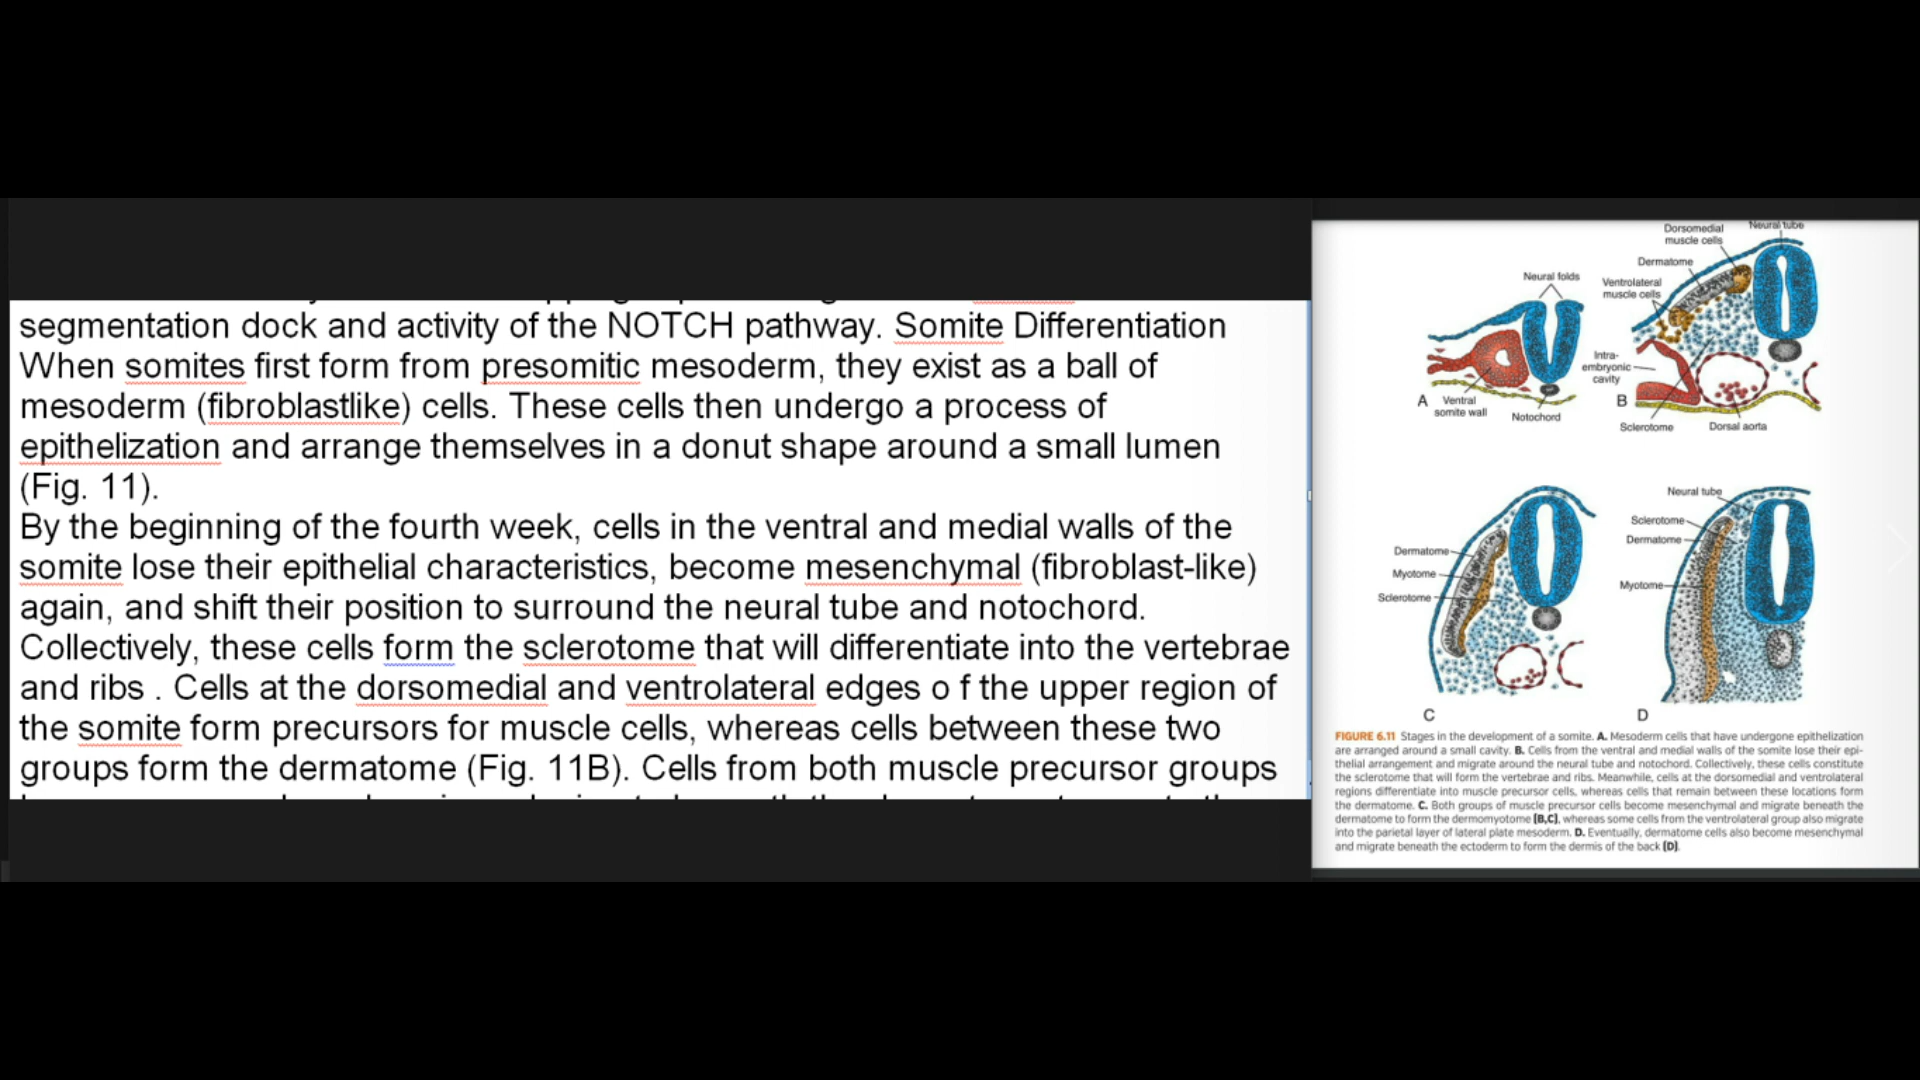 segmentation dock and activity of the NOTCH pathway. Somite Differentiation
When somites first form from presomitic mesoderm, they exist as a ball of
mesoderm (fibroblastlike) cells. These cells then undergo a process of
epithelization and arrange themselves in a donut shape around a small lumen
(Fig. 11).
By the beginning of the fourth week, cells in the ventral and medial walls of the
somite lose their epithelial characteristics, become mesenchymal (fibroblast-like)
again, and shift their position to surround the neural tube and notochord.
Collectively, these cells form the sclerotome that will differentiate into the vertebrae
and ribs . Cells at the dorsomedial and ventrolateral edges o f the upper region of
the somite form precursors for muscle cells, whereas cells between these two
groups form the dermatome (Fig. 11B). Cells from both muscle precursor groups
Neural folds
A
Ventral
somite wall
Notochord
Dorsomedial
muscle cells
Neural tube
Dermatome
Ventrolateral
muscle cells
Intra-
embryonic
cavity
B
Sclerotome
Dorsal aorta
Dermatome
Myotome
Sclerotome
C
Neural tube
Sclerotome
Dermatome
Myotome
D
FIGURE 6.11 Stages in the development of a somite. A. Mesoderm cells that have undergone epithelization
are arranged around a small cavity. B. Cells from the ventral and medial walls of the somite lose their epi-
thelial arrangement and migrate around the neural tube and notochord. Collectively, these cells constitute
the sclerotome that will form the vertebrae and ribs. Meanwhile, cells at the dorsomedial and ventrolateral
regions differentiate into muscle precursor cells, whereas cells that remain between these locations form
the dermatome. C. Both groups of muscle precursor cells become mesenchymal and migrate beneath the
dermatome to form the dermomyotome (B,C), whereas some cells from the ventrolateral group also migrate
into the parietal layer of lateral plate mesoderm. D. Eventually, dermatome cells also become mesenchymal
and migrate beneath the ectoderm to form the dermis of the back (D).